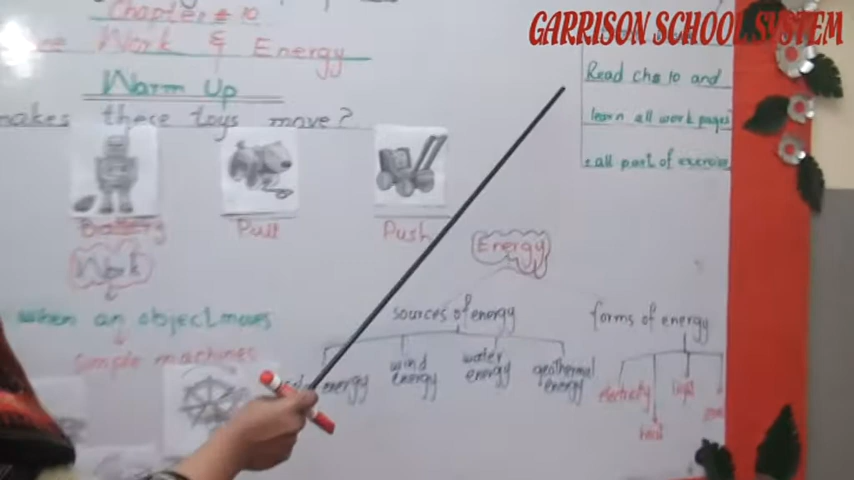 GARRISON SCHOOL SYSTEM
Chapter # 10
Work & Energy
Warm Up
makes these toys move?
Battery
Pull
Push
Work
when an object moves
simple machines
Read ch# 10 and
learn all work pages
all part of exercise
Energy
sources of energy
forms of energy
energy
wind energy
water energy
geothermal energy
electricity
light
heat